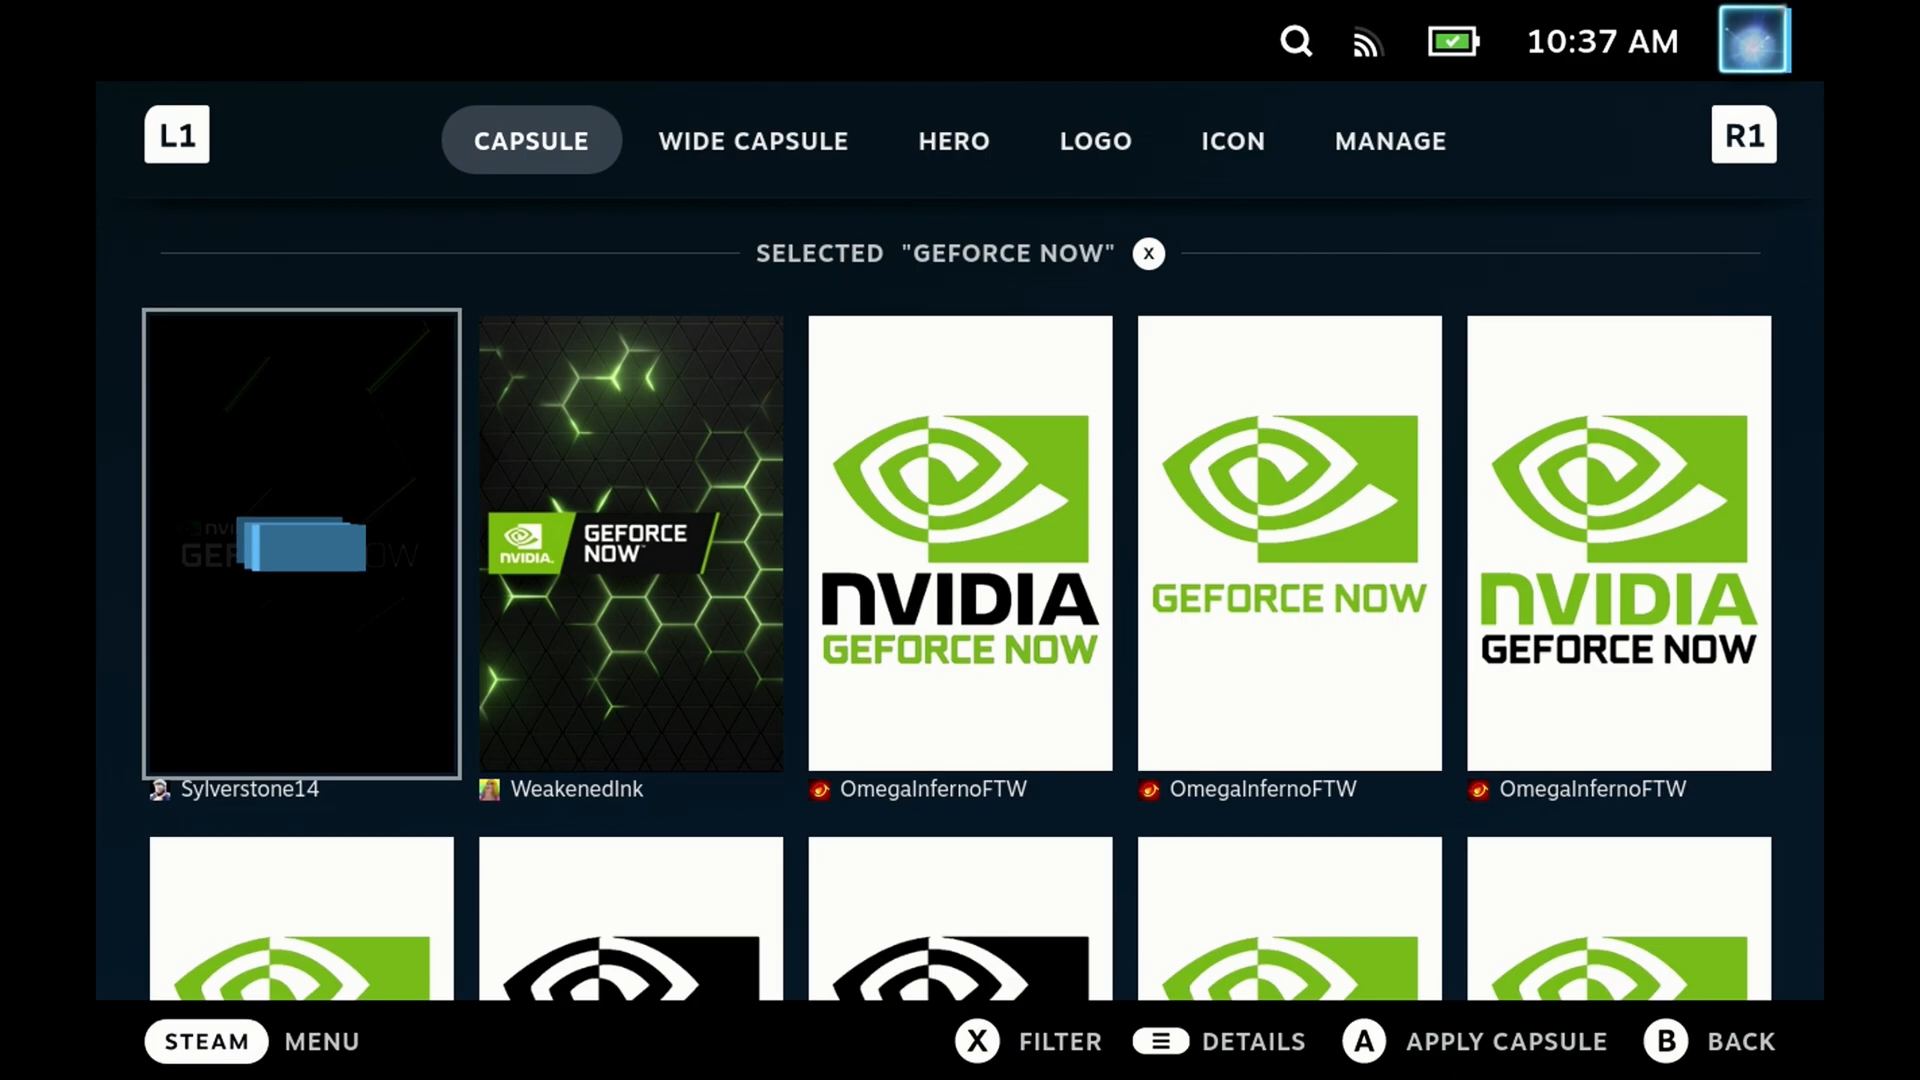 10:37 AM
L1
CAPSULE
WIDE CAPSULE
HERO
LOGO
ICON
MANAGE
R1
SELECTED "GEFORCE NOW" X
NVIDIA.
GEFORCE
NOW™
NVIDIA
GEFORCE NOW
GEFORCE NOW
NVIDIA
GEFORCE NOW
Sylverstone14
WeakenedInk
OmegaInfernoFTW
OmegaInfernoFTW
OmegaInfernoFTW
STEAM MENU
X FILTER
DETAILS
A APPLY CAPSULE
B BACK